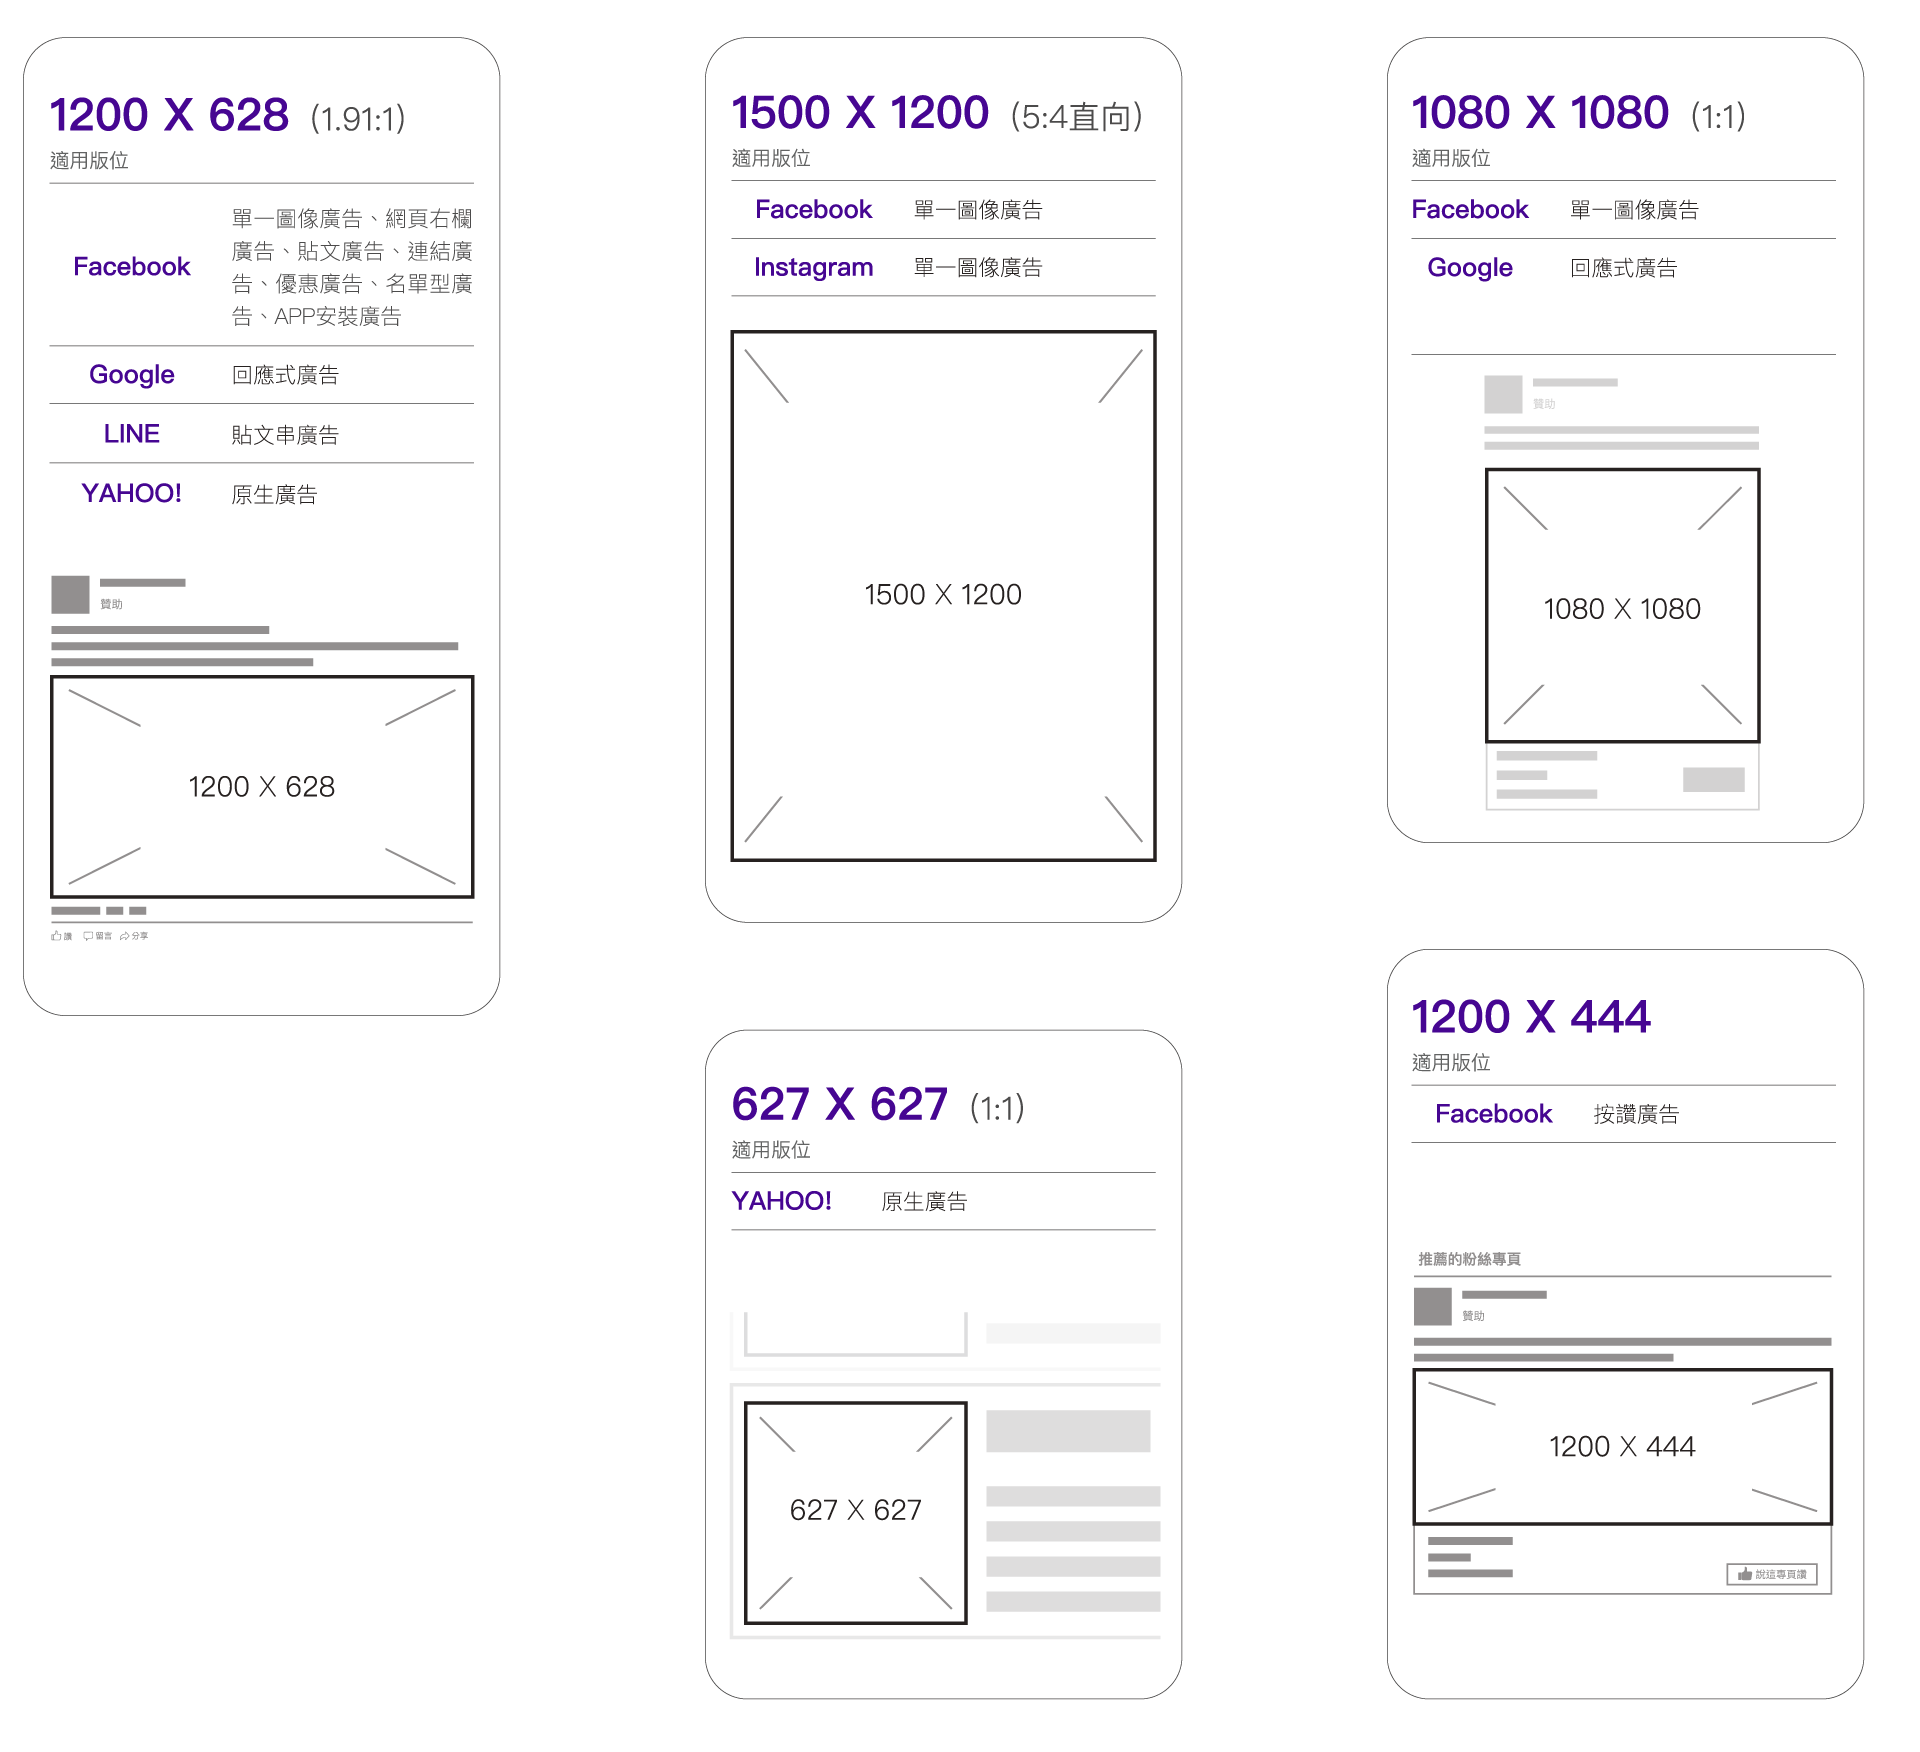 1200 X 628 (1.91:1)
適用版位
Facebook
單一圖像廣告、網頁右欄
廣告、貼文廣告、連結廣
告、優惠廣告、名單型廣
告、APP安裝廣告
Google 回應式廣告
LINE 貼文串廣告
YAHOO! 原生廣告
贊助
1200 X 628
讚 留言 分享
1500 X 1200 (5:4直向)
適用版位
Facebook 單一圖像廣告
Instagram 單一圖像廣告
1500 X 1200
627 X 627 (1:1)
適用版位
YAHOO! 原生廣告
627 X 627
1080 X 1080 (1:1)
適用版位
Facebook 單一圖像廣告
Google 回應式廣告
贊助
1080 X 1080
1200 X 444
適用版位
Facebook 按讚廣告
推薦的粉絲專頁
贊助
1200 X 444
說這專頁讚